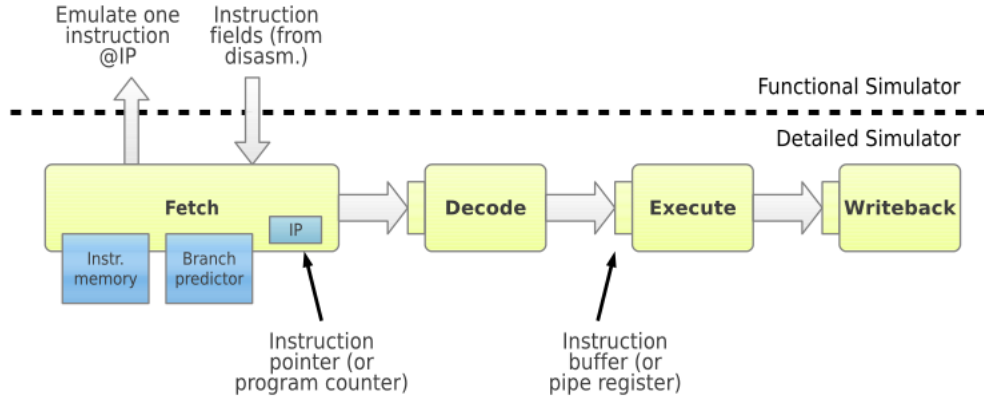 Emulate one
instruction
@IP
Instruction
fields (from
disasm.)
Functional Simulator
Detailed Simulator
Fetch
IP
Instr.
memory
Branch
predictor
Decode
Execute
Writeback
Instruction
pointer (or
program counter)
Instruction
buffer (or
pipe register)